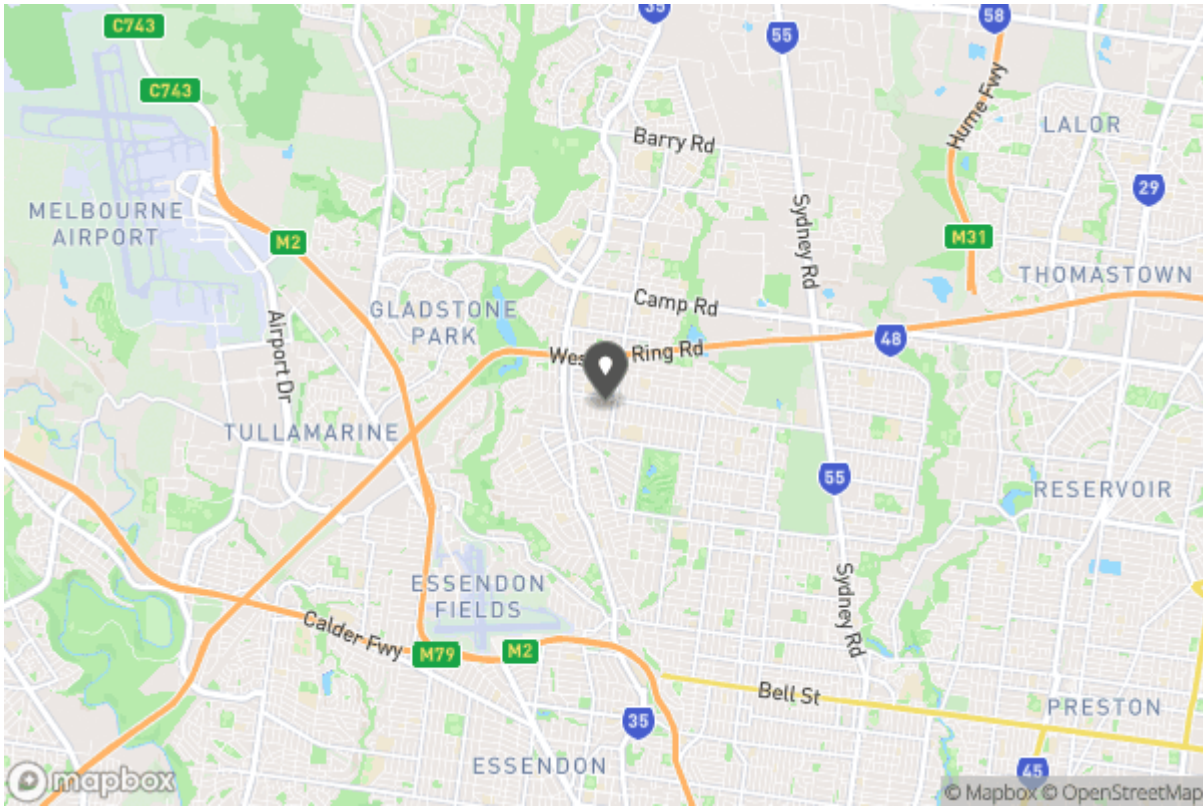 C743
35
55
58
C743
Hume Fwy
Barry Rd
LALOR
29
MELBOURNE
AIRPORT
Sydney Rd
M2
M31
THOMASTOWN
GLADSTONE
PARK
Camp Rd
Airport Dr
48
Wes
Ring Rd
TULLAMARINE
55
RESERVOIR
ESSENDON
FIELDS
Sydney Rd
Calder Fwy
M79
M2
Bell St
PRESTON
35
ESSENDON
45
mapbox
© Mapbox © OpenStreetMap